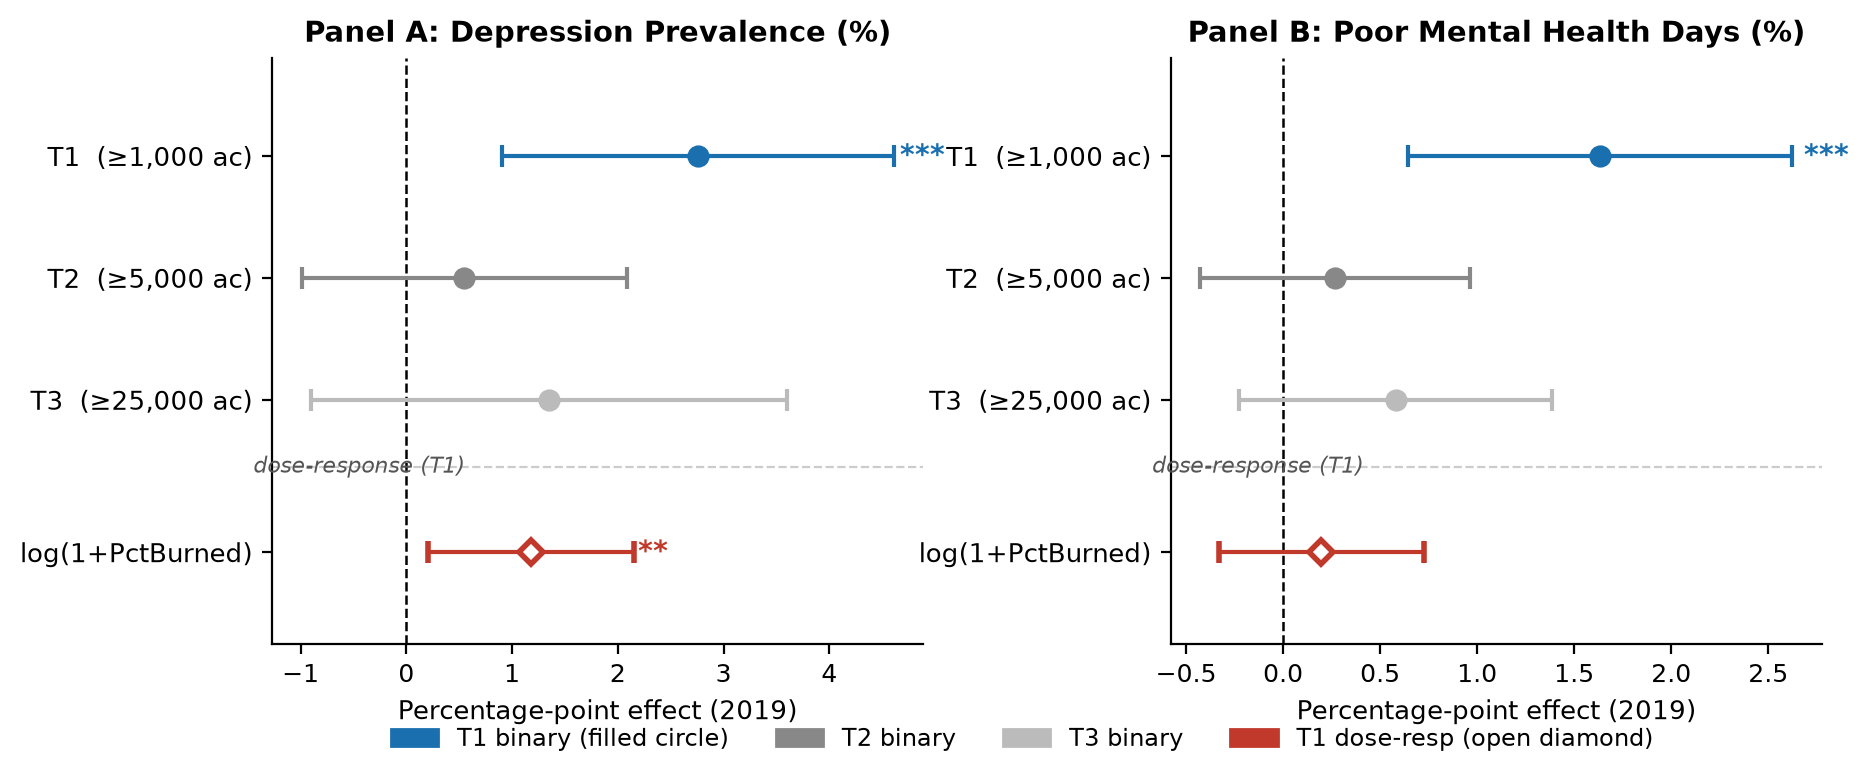 Panel A: Depression Prevalence (%)
T1 (≥1,000 ac)
***
T2 (≥5,000 ac)
T3 (≥25,000 ac)
dose-response (T1)
log(1+PctBurned)
**
−1 0 1 2 3 4
Percentage-point effect (2019)
Panel B: Poor Mental Health Days (%)
T1 (≥1,000 ac)
***
T2 (≥5,000 ac)
T3 (≥25,000 ac)
dose-response (T1)
log(1+PctBurned)
−0.5 0.0 0.5 1.0 1.5 2.0 2.5
Percentage-point effect (2019)
T1 binary (filled circle) T2 binary T3 binary T1 dose-resp (open diamond)